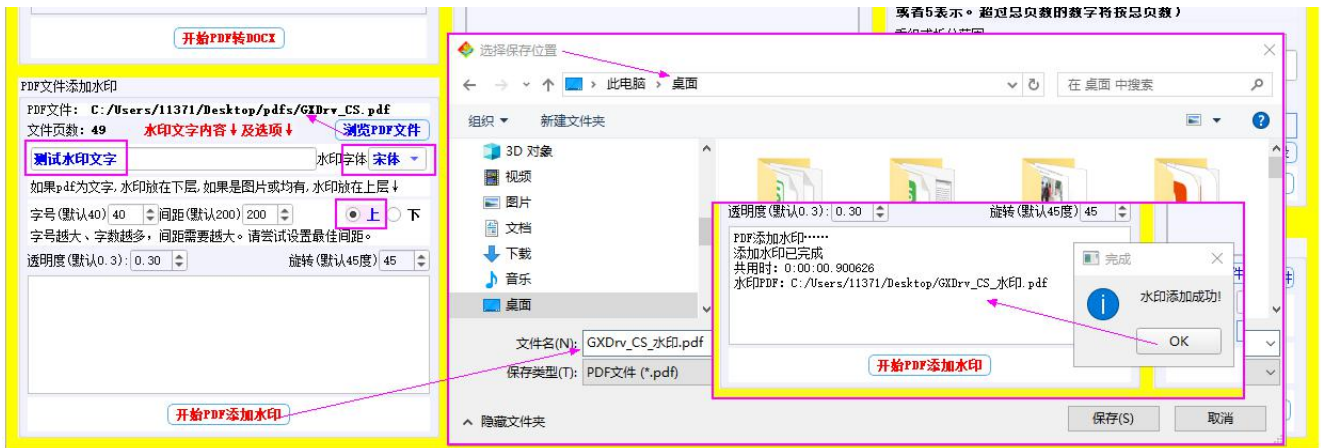 开始PDF转DOCX
或者5表示。超过总页数的数字将按总页数)
PDF文件添加水印
PDF文件: C:/Users/11371/Desktop/pdfs/GXDrv_CS.pdf
文件页数: 49
水印文字内容↓及选项↓
浏览PDF文件
测试水印文字
水印字体
宋体
如果pdf为文字,水印放在下层,如果是图片或均有,水印放在上层↓
字号(默认40) 40
间距(默认200) 200
上
下
字号越大、字数越多，间距需要越大。请尝试设置最佳间距。
透明度(默认0.3): 0.30
旋转(默认45度) 45
开始PDF添加水印
选择保存位置
此电脑 › 桌面
在 桌面 中搜索
组织
新建文件夹
3D 对象
视频
图片
文档
下载
音乐
桌面
文件名(N): GXDrv_CS_水印.pdf
保存类型(T): PDF文件 (*.pdf)
隐藏文件夹
保存(S)
取消
透明度(默认0.3): 0.30
旋转(默认45度) 45
PDF添加水印……
添加水印已完成
共用时: 0:00:00.900626
水印PDF: C:/Users/11371/Desktop/GXDrv_CS_水印.pdf
开始PDF添加水印
完成
水印添加成功!
OK